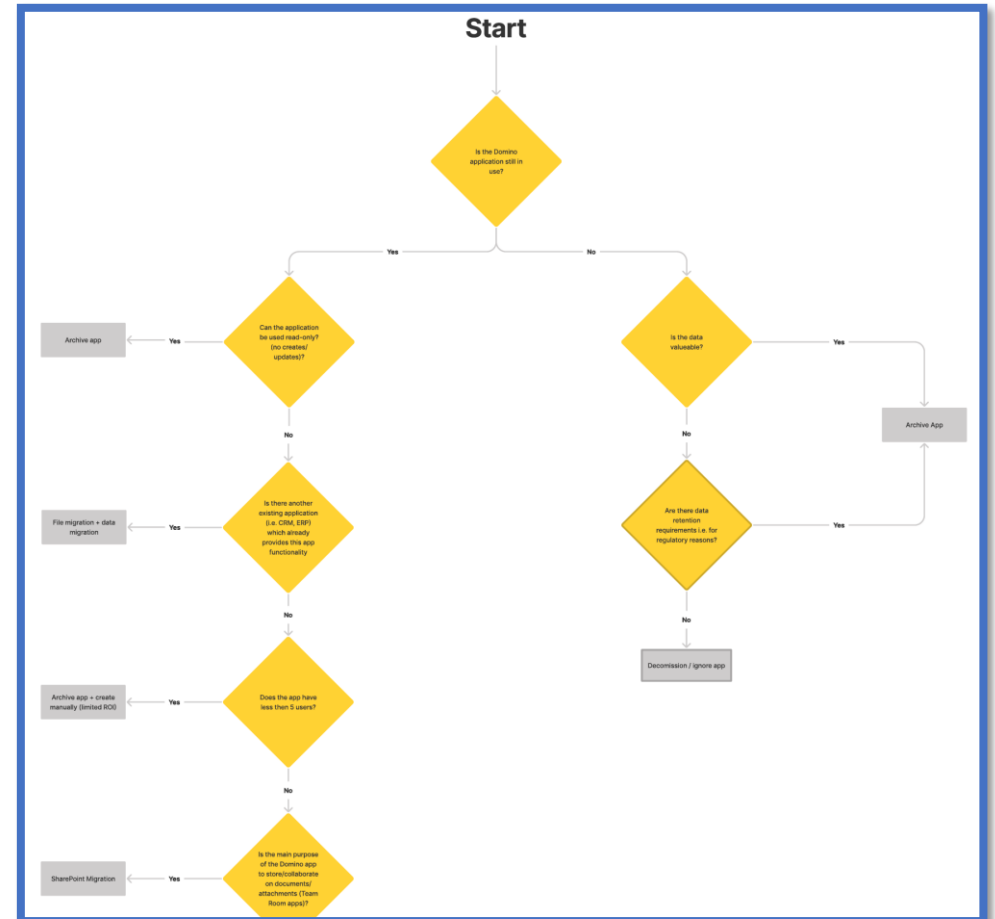 Start
Is the Domino
application still in
use?
Yes
No
Can the application
be used read-only?
(no creates/
updates)?
Yes
Archive app
No
Is the data
valueable?
Yes
Archive App
No
Is there another
existing application
(i.e. CRM, ERP)
which already
provides this app
functionality
Yes
File migration + data
migration
No
Are there data
retention
requirements i.e. for
regulatory reasons?
Yes
No
Decomission / ignore app
Does the app have
less then 5 users?
Yes
Archive app + create
manually (limited ROI)
No
Is the main purpose
of the Domino app
to store/collaborate
on documents/
attachments (Team
Room apps)?
Yes
SharePoint Migration